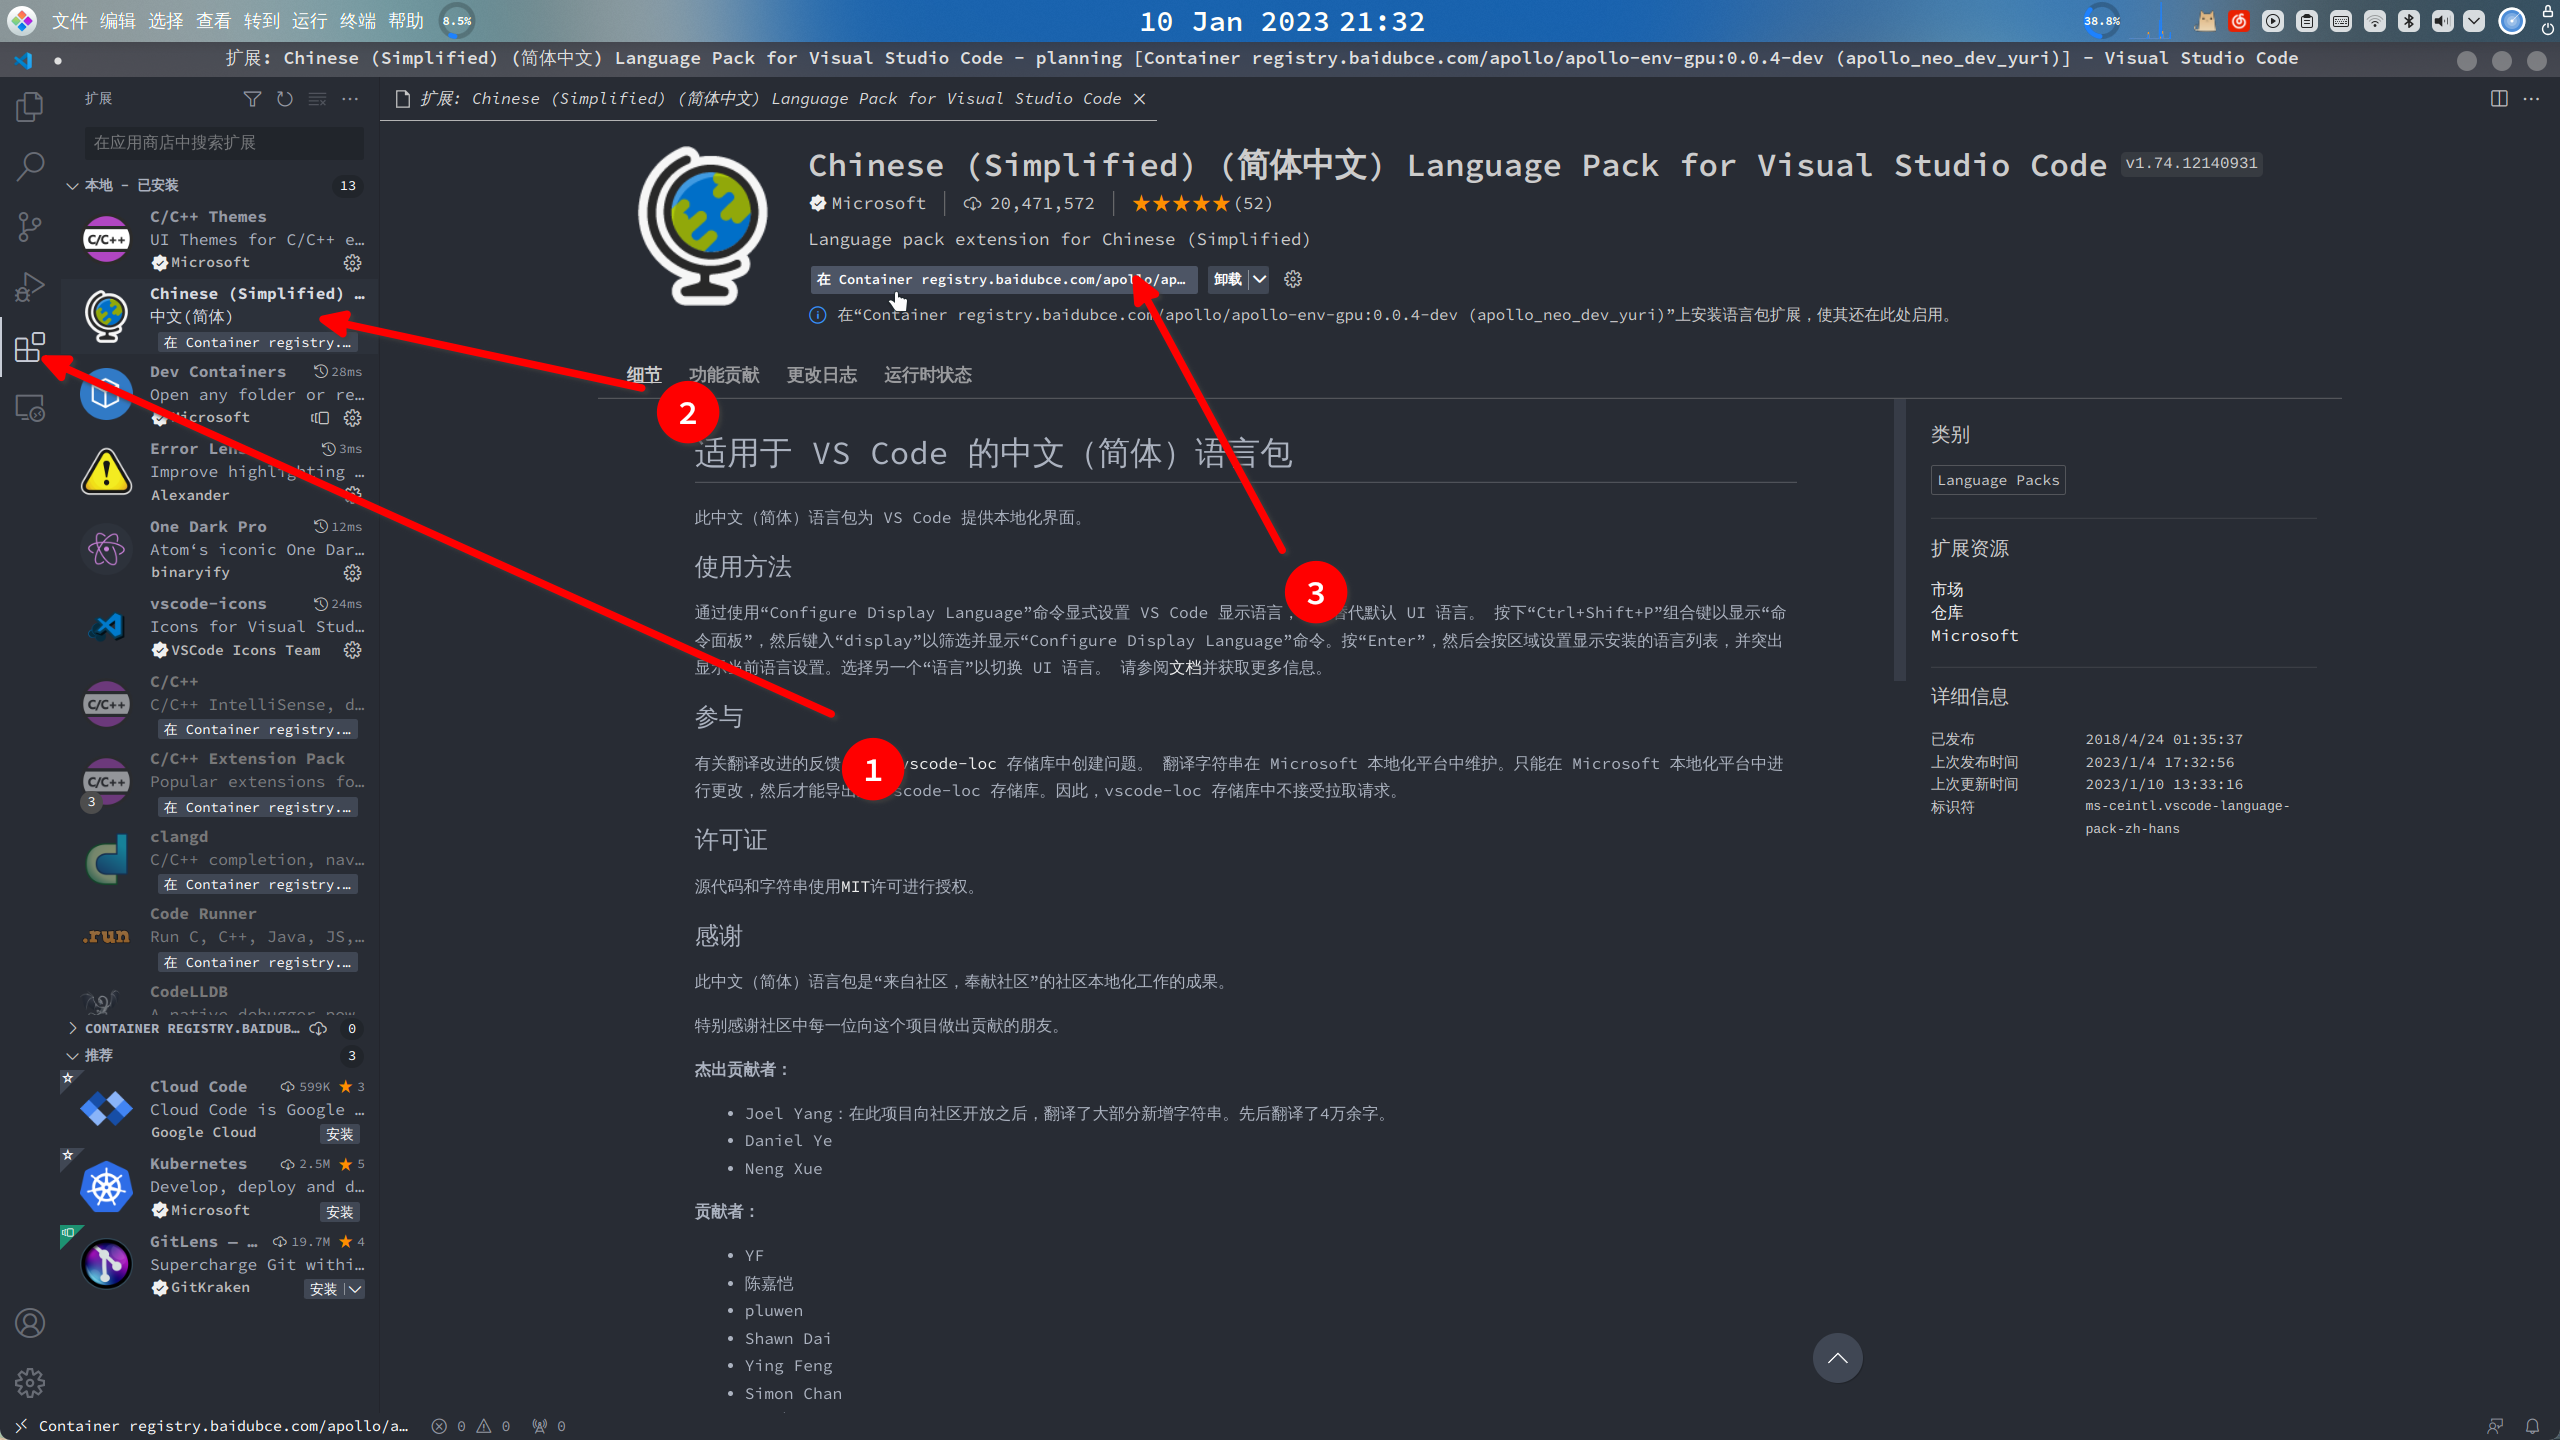 文件 编辑 选择 查看 转到 运行 终端 帮助 8.5% 10 Jan 2023 21:32 38.8%
扩展: Chinese (Simplified) (简体中文) Language Pack for Visual Studio Code - planning [Container registry.baidubce.com/apollo/apollo-env-gpu:0.0.4-dev (apollo_neo_dev_yuri)] - Visual Studio Code
扩展
扩展: Chinese (Simplified) (简体中文) Language Pack for Visual Studio Code
在应用商店中搜索扩展
本地 - 已安装 13
C/C++ Themes
UI Themes for C/C++ e…
Microsoft
Chinese (Simplified) …
中文(简体)
在 Container registry.…
Dev Containers 28ms
Open any folder or re…
Microsoft
Error Lens 3ms
Improve highlighting …
Alexander
One Dark Pro 12ms
Atom‘s iconic One Dar…
binaryify
vscode-icons 24ms
Icons for Visual Stud…
VSCode Icons Team
C/C++
C/C++ IntelliSense, d…
在 Container registry.…
C/C++ Extension Pack
Popular extensions fo…
3
在 Container registry.…
clangd
C/C++ completion, nav…
在 Container registry.…
Code Runner
.run
Run C, C++, Java, JS,…
在 Container registry.…
CodeLLDB
A native debugger pow…
CONTAINER REGISTRY.BAIDUB… 0
推荐 3
Cloud Code 599K 3
Cloud Code is Google …
Google Cloud 安装
Kubernetes 2.5M 5
Develop, deploy and d…
Microsoft 安装
GitLens — … 19.7M 4
Supercharge Git withi…
GitKraken 安装
Chinese (Simplified) (简体中文) Language Pack for Visual Studio Code v1.74.12140931
Microsoft 20,471,572 (52)
Language pack extension for Chinese (Simplified)
在 Container registry.baidubce.com/apollo/ap… 卸载
在“Container registry.baidubce.com/apollo/apollo-env-gpu:0.0.4-dev (apollo_neo_dev_yuri)”上安装语言包扩展，使其还在此处启用。
细节 功能贡献 更改日志 运行时状态
2
适用于 VS Code 的中文（简体）语言包
此中文（简体）语言包为 VS Code 提供本地化界面。
使用方法
3
通过使用“Configure Display Language”命令显式设置 VS Code 显示语言， 替代默认 UI 语言。 按下“Ctrl+Shift+P”组合键以显示“命
令面板”，然后键入“display”以筛选并显示“Configure Display Language”命令。按“Enter”，然后会按区域设置显示安装的语言列表，并突出
显示当前语言设置。选择另一个“语言”以切换 UI 语言。 请参阅文档并获取更多信息。
参与
1
有关翻译改进的反馈 vscode-loc 存储库中创建问题。 翻译字符串在 Microsoft 本地化平台中维护。只能在 Microsoft 本地化平台中进
行更改，然后才能导出 vscode-loc 存储库。因此，vscode-loc 存储库中不接受拉取请求。
许可证
源代码和字符串使用MIT许可进行授权。
感谢
此中文（简体）语言包是“来自社区，奉献社区”的社区本地化工作的成果。
特别感谢社区中每一位向这个项目做出贡献的朋友。
杰出贡献者：
• Joel Yang：在此项目向社区开放之后，翻译了大部分新增字符串。先后翻译了4万余字。
• Daniel Ye
• Neng Xue
贡献者：
• YF
• 陈嘉恺
• pluwen
• Shawn Dai
• Ying Feng
• Simon Chan
类别
Language Packs
扩展资源
市场
仓库
Microsoft
详细信息
已发布 2018/4/24 01:35:37
上次发布时间 2023/1/4 17:32:56
上次更新时间 2023/1/10 13:33:16
标识符 ms-ceintl.vscode-language-
pack-zh-hans
Container registry.baidubce.com/apollo/a… 0 0 0